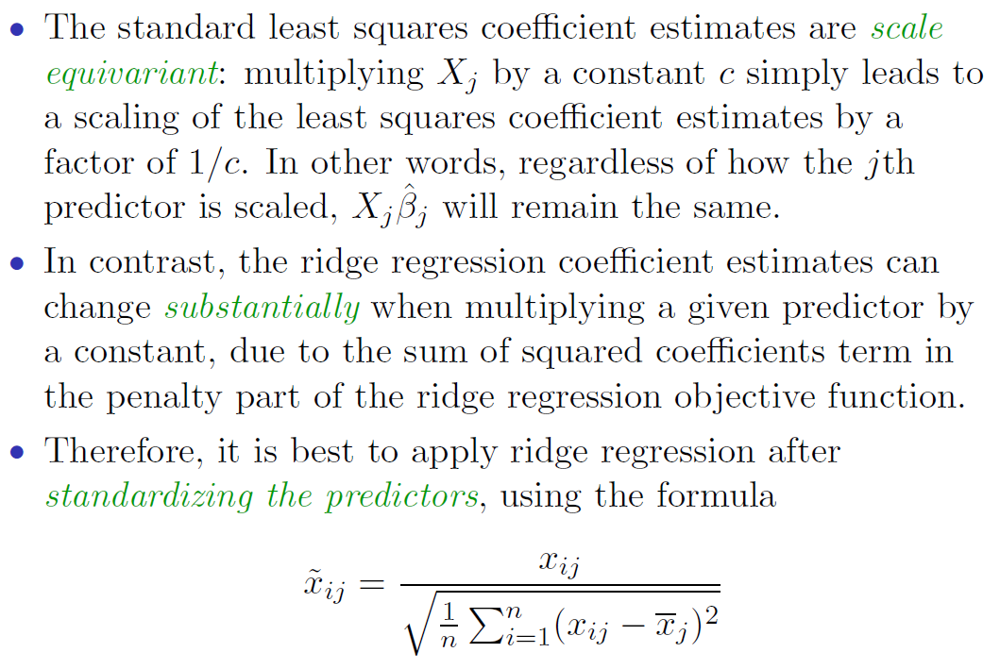 • The standard least squares coefficient estimates are scale
equivariant: multiplying X_j by a constant c simply leads to
a scaling of the least squares coefficient estimates by a
factor of 1/c. In other words, regardless of how the jth
predictor is scaled, X_jβ̂_j will remain the same.
• In contrast, the ridge regression coefficient estimates can
change substantially when multiplying a given predictor by
a constant, due to the sum of squared coefficients term in
the penalty part of the ridge regression objective function.
• Therefore, it is best to apply ridge regression after
standardizing the predictors, using the formula
x̃_{ij} = \frac{x_{ij}}{\sqrt{\frac{1}{n} \sum_{i=1}^{n} (x_{ij} − \overline{x}_j)^2}}